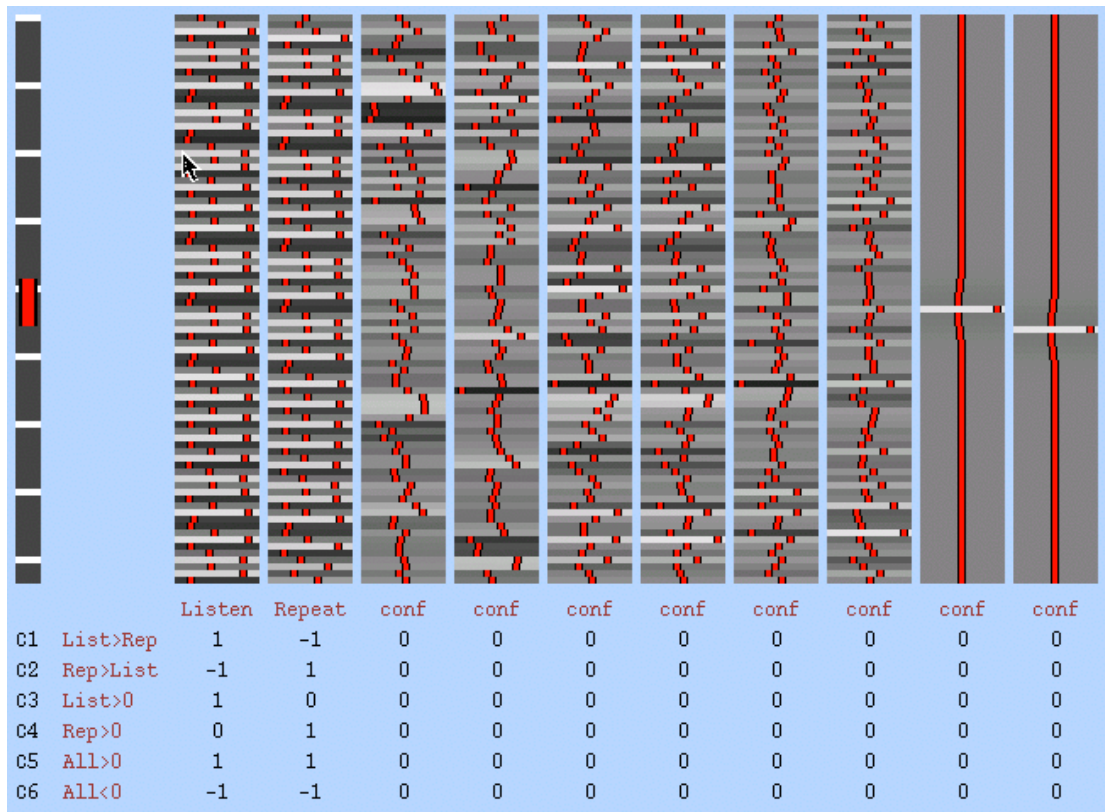 Listen Repeat conf conf conf conf conf conf conf conf
C1 List>Rep 1 -1 0 0 0 0 0 0 0 0
C2 Rep>List -1 1 0 0 0 0 0 0 0 0
C3 List>0 1 0 0 0 0 0 0 0 0 0
C4 Rep>0 0 1 0 0 0 0 0 0 0 0
C5 All>0 1 1 0 0 0 0 0 0 0 0
C6 All<0 -1 -1 0 0 0 0 0 0 0 0